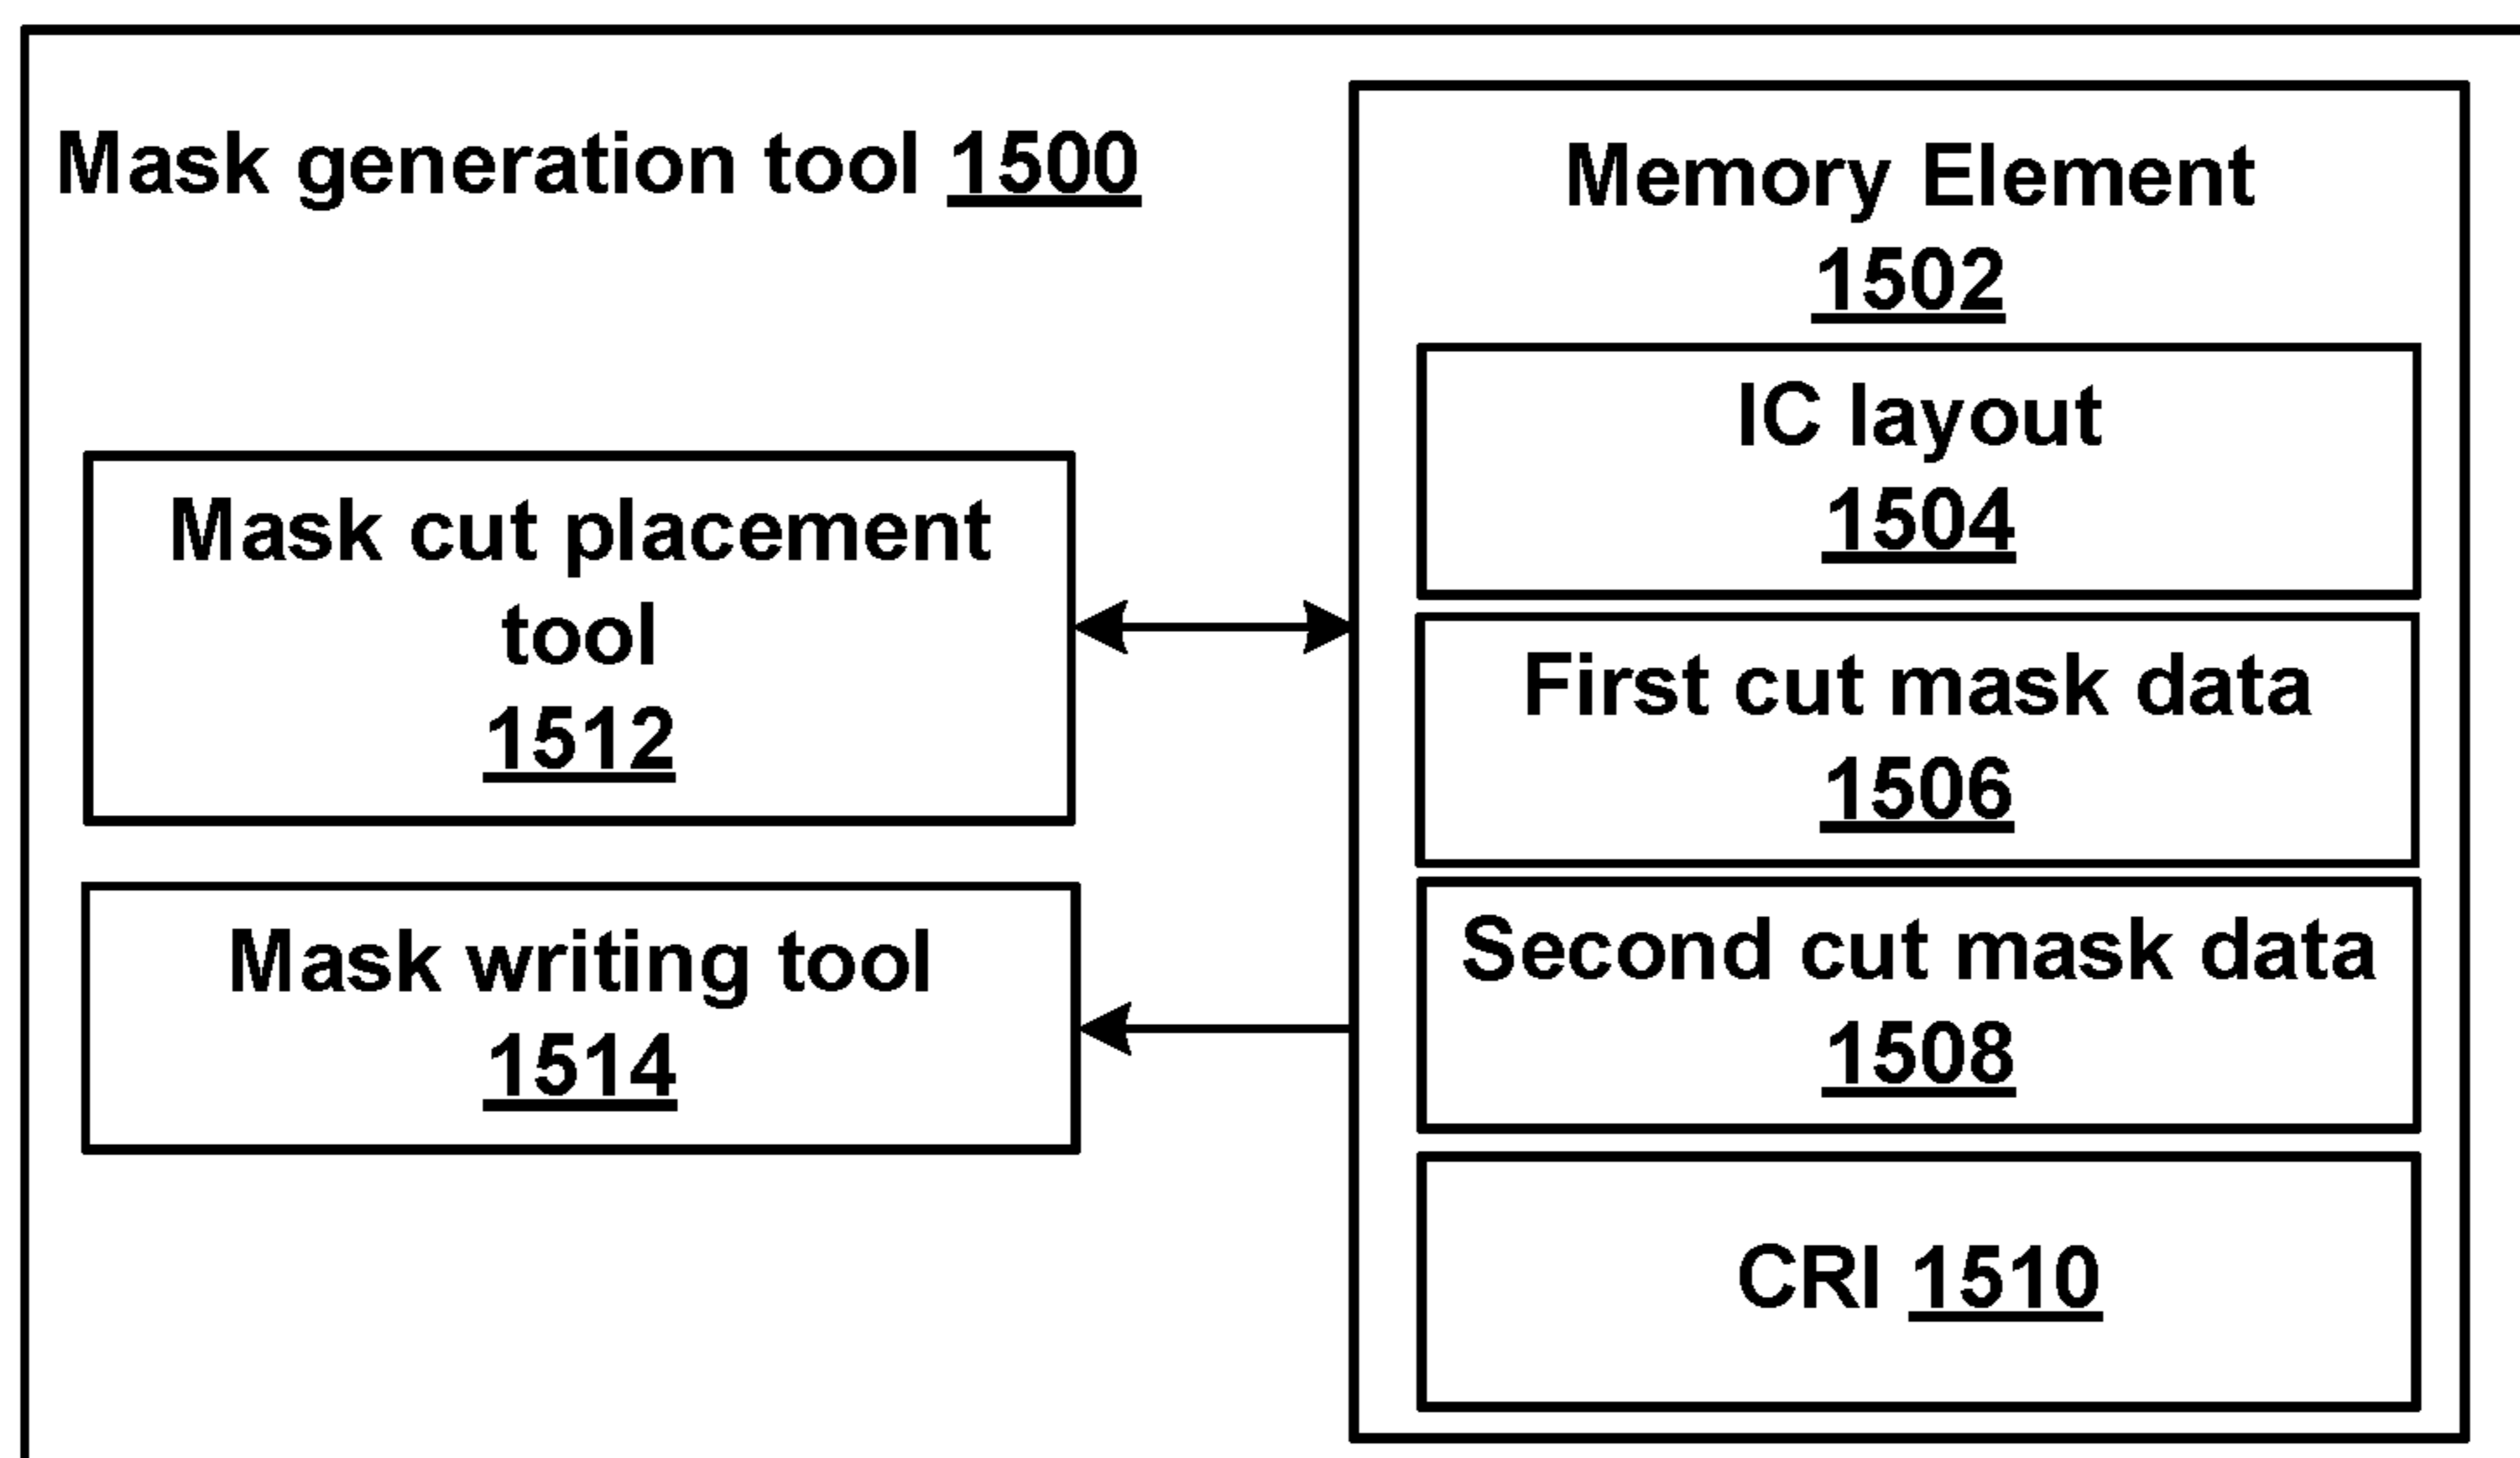 Mask generation tool 1500
Mask cut placement
tool
1512
Mask writing tool
1514
Memory Element
1502
IC layout
1504
First cut mask data
1506
Second cut mask data
1508
CRI 1510